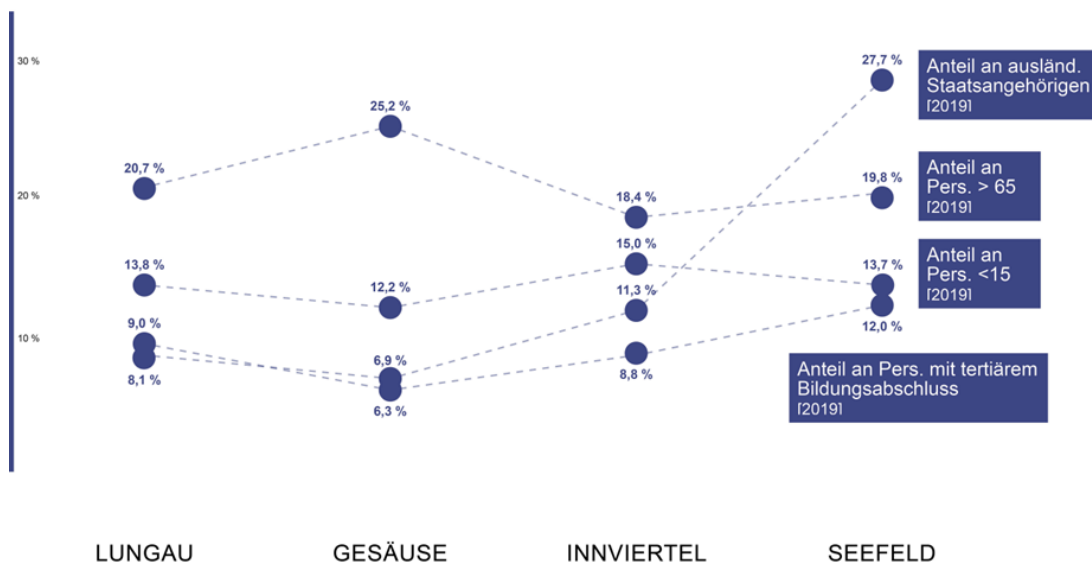 30 %
20 %
10 %
20,7 %
13,8 %
9,0 %
8,1 %
25,2 %
12,2 %
6,9 %
6,3 %
18,4 %
15,0 %
11,3 %
8,8 %
27,7 %
19,8 %
13,7 %
12,0 %
Anteil an ausländ.
Staatsangehörigen
[2019]
Anteil an
Pers. > 65
[2019]
Anteil an
Pers. <15
[2019]
Anteil an Pers. mit tertiärem
Bildungsabschluss
[2019]
LUNGAU
GESÄUSE
INNVIERTEL
SEEFELD